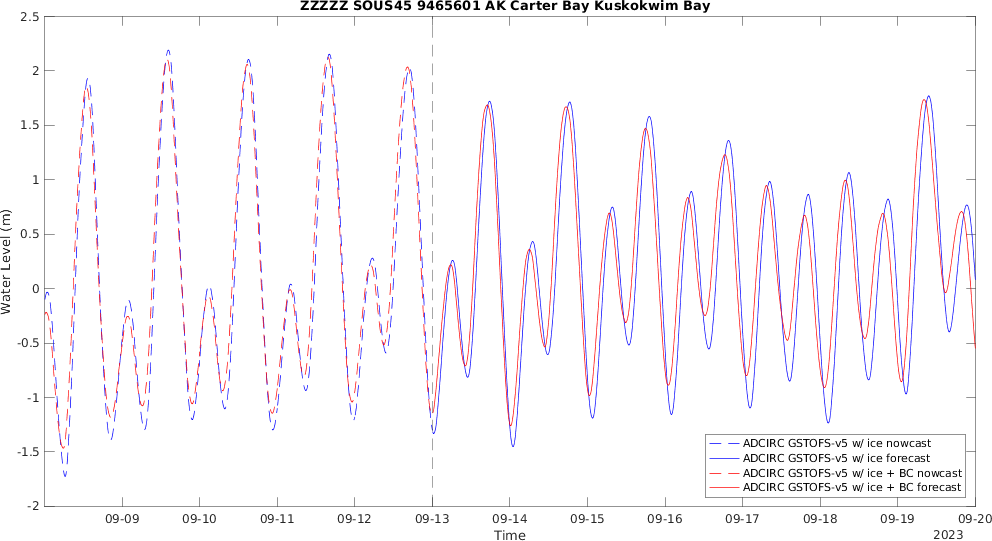 ZZZZZ SOUS45 9465601 AK Carter Bay Kuskokwim Bay
2.5
2
1.5
1
0.5
0
-0.5
-1
-1.5
-2
Water Level (m)
09-09 09-10 09-11 09-12 09-13 09-14 09-15 09-16 09-17 09-18 09-19 09-20
Time
2023
ADCIRC GSTOFS-v5 w/ ice nowcast
ADCIRC GSTOFS-v5 w/ ice forecast
ADCIRC GSTOFS-v5 w/ ice + BC nowcast
ADCIRC GSTOFS-v5 w/ ice + BC forecast